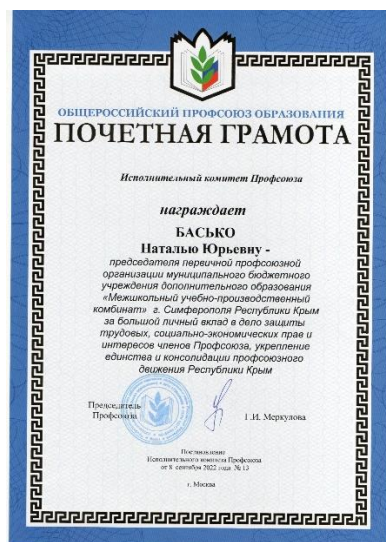 ОБЩЕРОССИЙСКИЙ ПРОФСОЮЗ ОБРАЗОВАНИЯ
ПОЧЕТНАЯ ГРАМОТА
Исполнительный комитет Профсоюза
награждает
БАСЬКО
Наталью Юрьевну -
председателя первичной профсоюзной
организации муниципального бюджетного
учреждения дополнительного образования
«Межшкольный учебно-производственный
комбинат» г. Симферополя Республики Крым
за большой личный вклад в дело защиты
трудовых, социально-экономических прав и
интересов членов Профсоюза, укрепление
единства и консолидации профсоюзного
движения Республики Крым
Председатель
Профсоюза
Г.И. Меркулова
Постановление
Исполнительного комитета Профсоюза
от 8 сентября 2022 года № 13
г. Москва